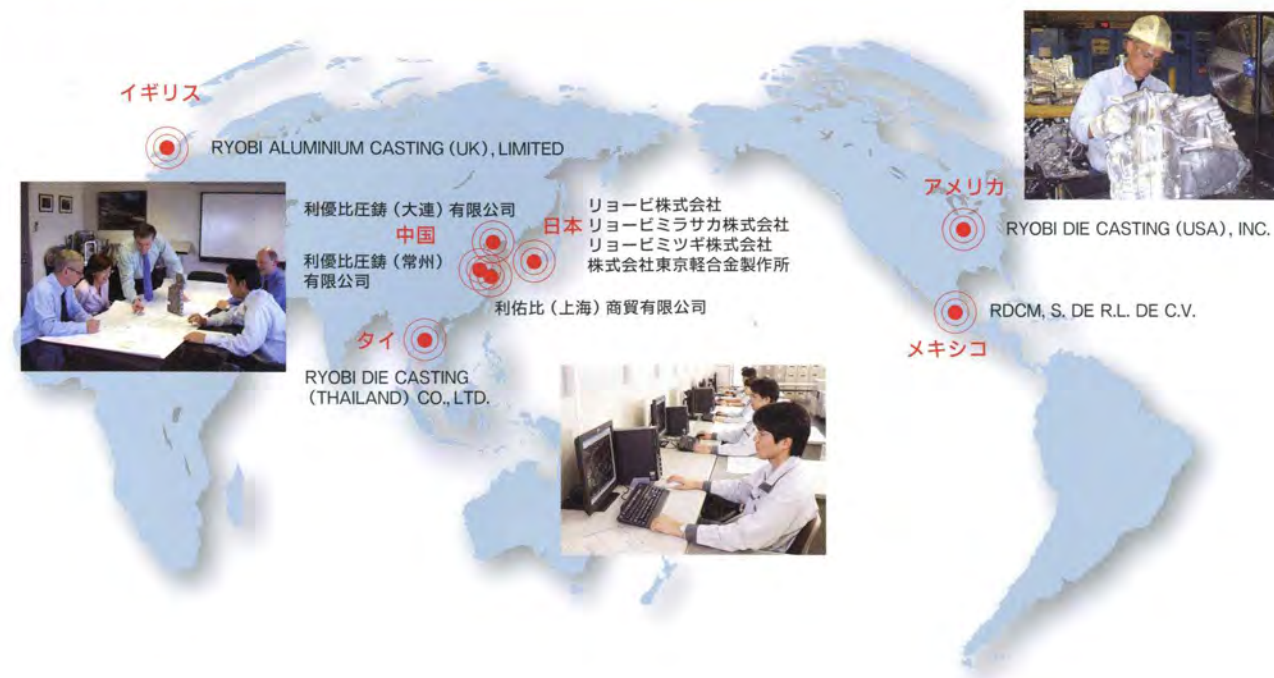 イギリス
RYOBI ALUMINIUM CASTING (UK), LIMITED
利優比圧鋳（大連）有限公司
中国
利優比圧鋳（常州）
有限公司
日本
リョービ株式会社
リョービミラサカ株式会社
リョービミツギ株式会社
株式会社東京軽合金製作所
利佑比（上海）商貿有限公司
タイ
RYOBI DIE CASTING
(THAILAND) CO., LTD.
アメリカ
RYOBI DIE CASTING (USA), INC.
RDCM, S. DE R.L. DE C.V.
メキシコ